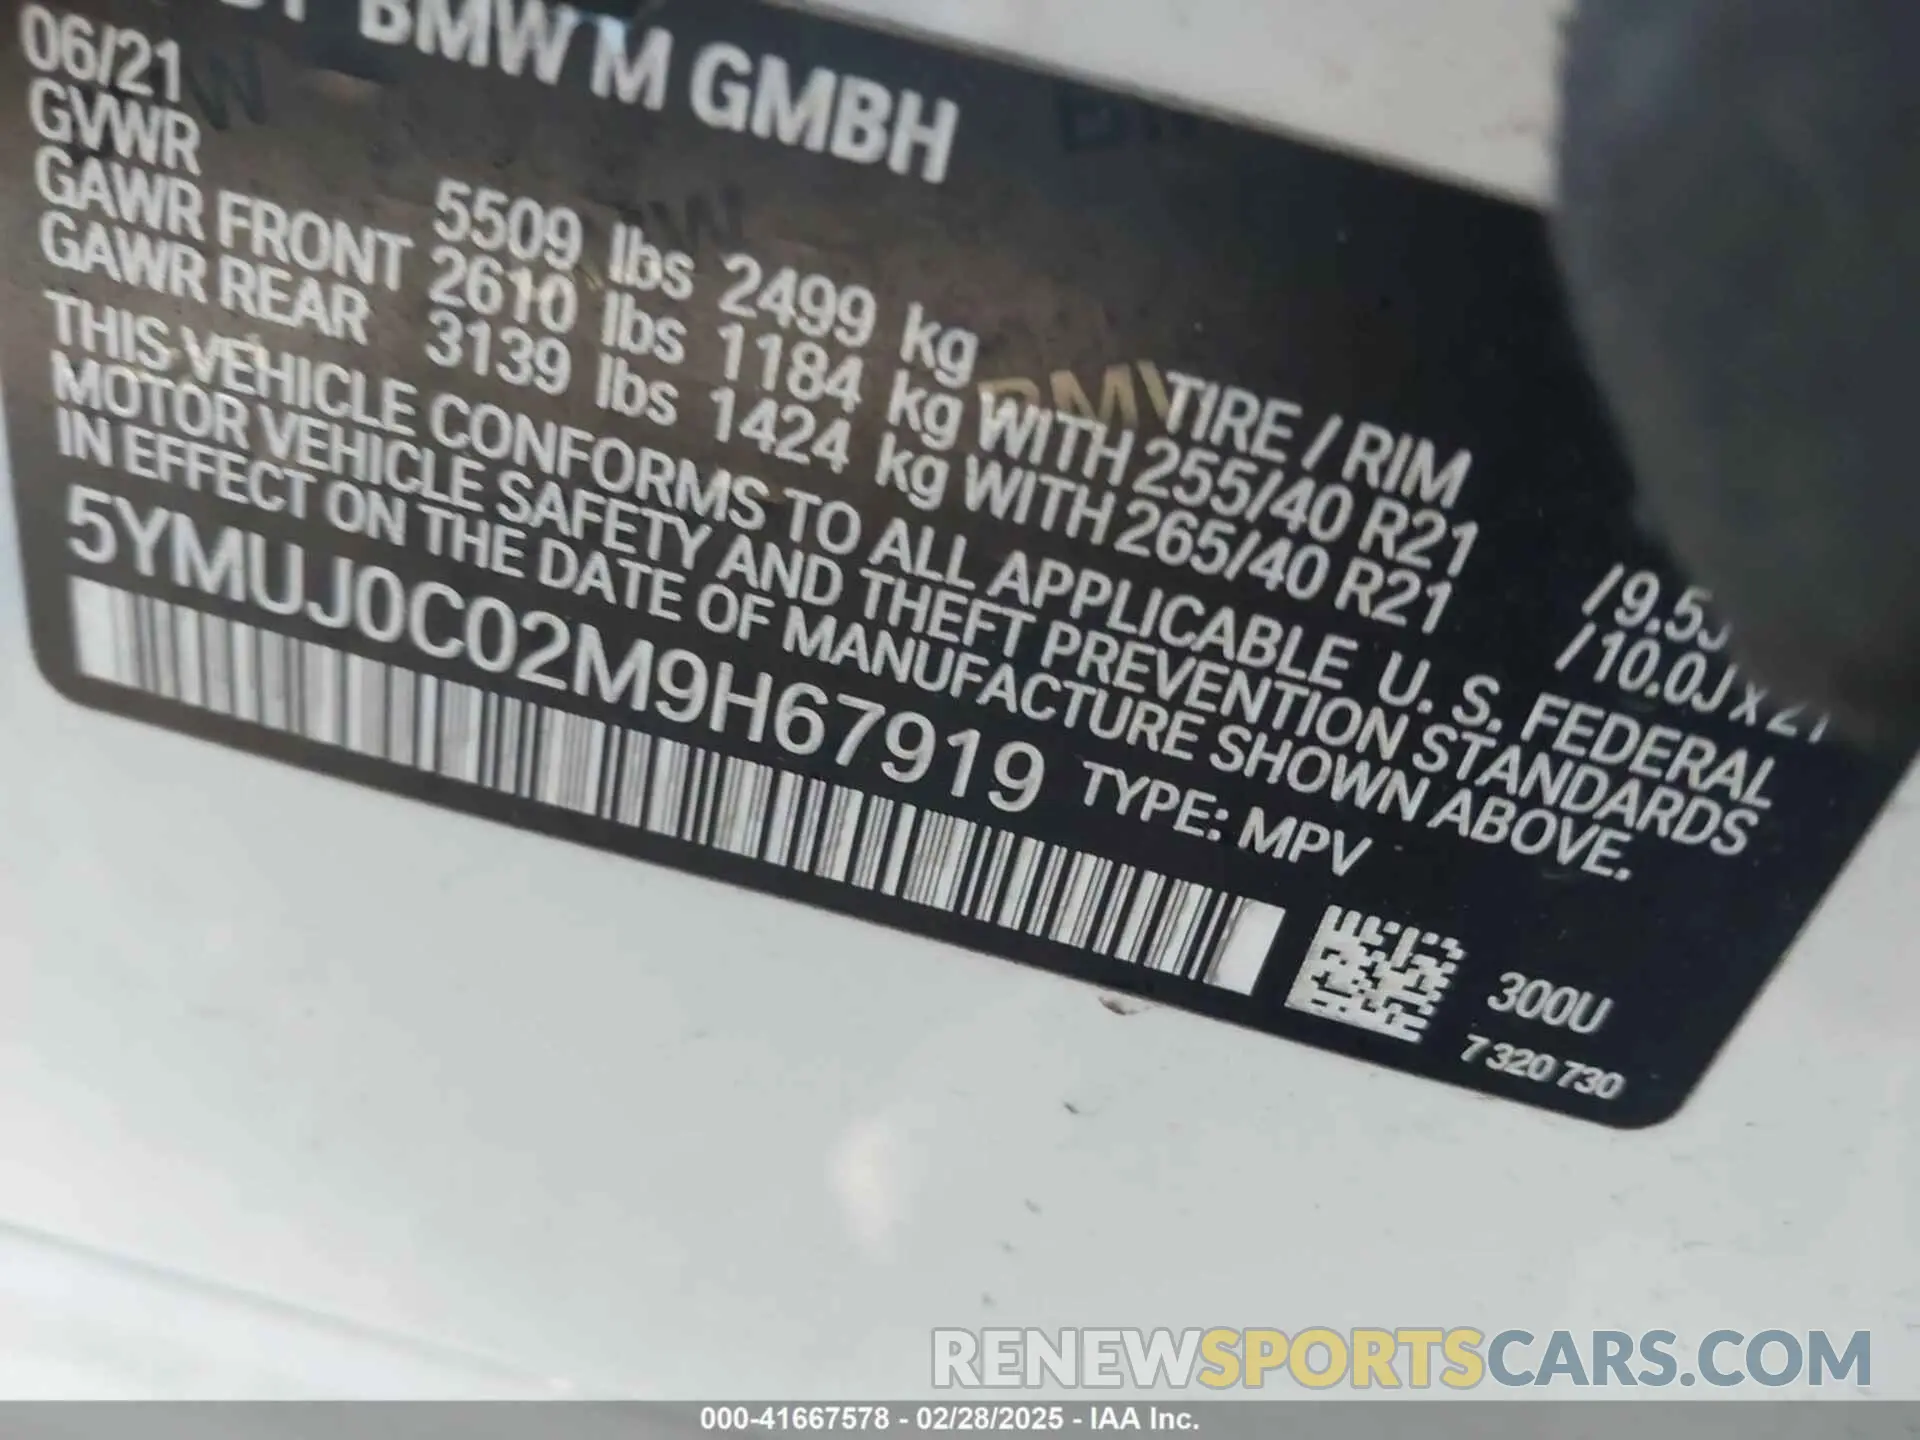 BMW M GMBH
06/21
GVWR 5509 lbs 2499 kg TIRE / RIM
GAWR FRONT 2610 lbs 1184 kg WITH 255/40 R21 /9.5J
GAWR REAR 3139 lbs 1424 kg WITH 265/40 R21 /10.0J x 21
THIS VEHICLE CONFORMS TO ALL APPLICABLE U. S. FEDERAL
MOTOR VEHICLE SAFETY AND THEFT PREVENTION STANDARDS
IN EFFECT ON THE DATE OF MANUFACTURE SHOWN ABOVE.
5YMUJ0C02M9H67919 TYPE: MPV
300U
7 320 730
RENEWSPORTSCARS.COM
000-41667578 - 02/28/2025 - IAA Inc.